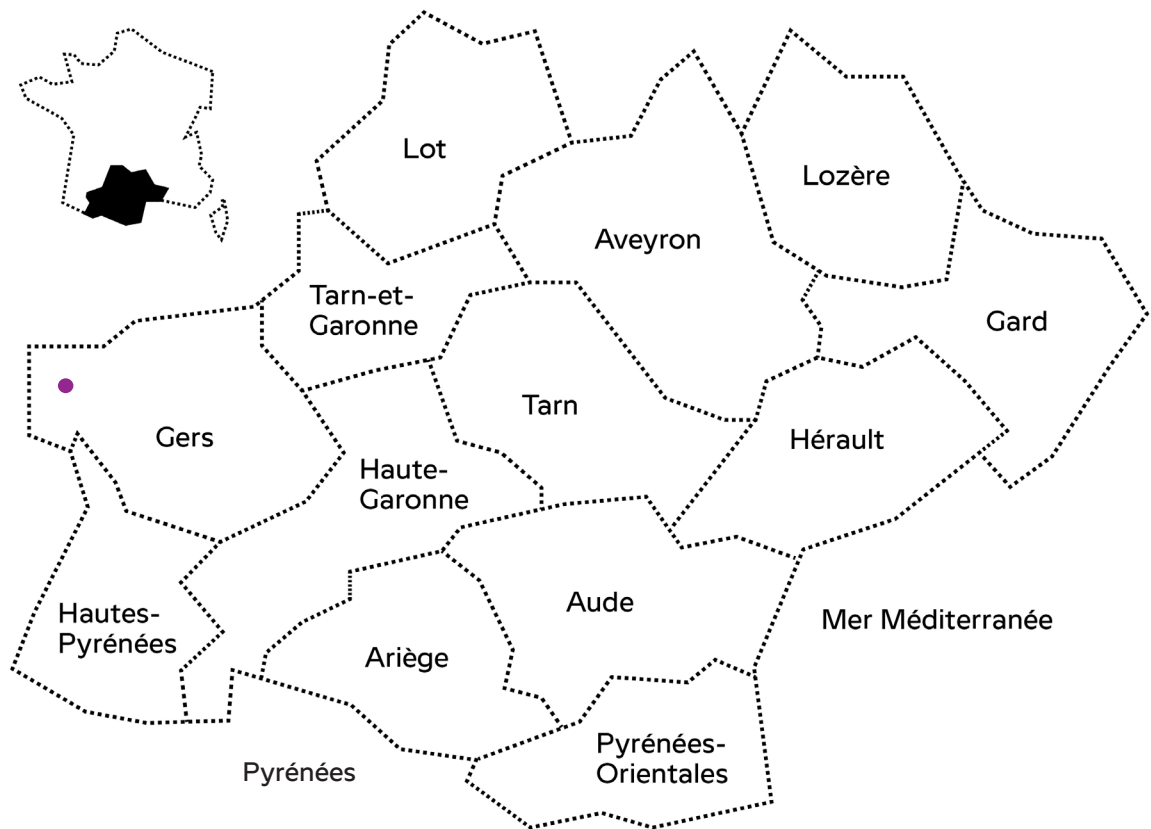 Lot
Lozère
Aveyron
Tarn-et-
Garonne
Gard
Tarn
Gers
Hérault
Haute-
Garonne
Hautes-
Pyrénées
Aude
Mer Méditerranée
Ariège
Pyrénées-
Orientales
Pyrénées